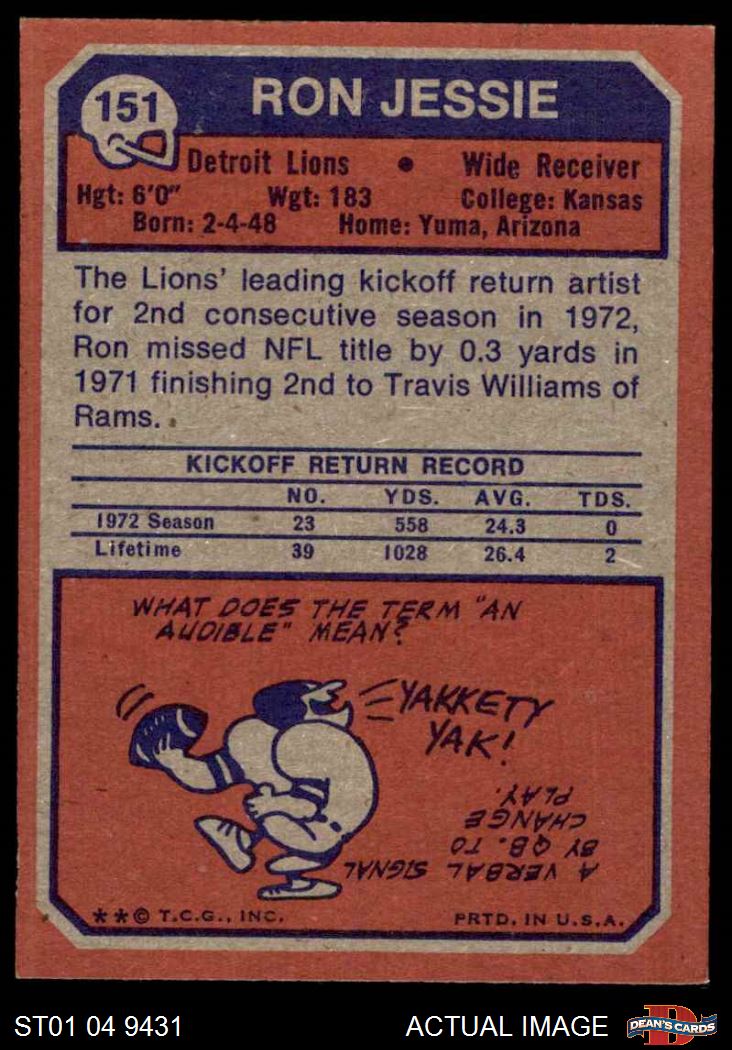 151
RON JESSIE
Detroit Lions • Wide Receiver
Hgt: 6'0" Wgt: 183 College: Kansas
Born: 2-4-48 Home: Yuma, Arizona
The Lions' leading kickoff return artist
for 2nd consecutive season in 1972,
Ron missed NFL title by 0.3 yards in
1971 finishing 2nd to Travis Williams of
Rams.
KICKOFF RETURN RECORD
NO. YDS. AVG. TDS.
1972 Season 23 558 24.3 0
Lifetime 39 1028 26.4 2
WHAT DOES THE TERM "AN
AUDIBLE" MEAN?
YAKKETY
YAK!
A VERBAL SIGNAL
BY QB. TO
CHANGE
PLAY.
**© T.C.G., INC. PRTD. IN U.S.A.
ST01 04 9431 ACTUAL IMAGE DEAN'S CARDS